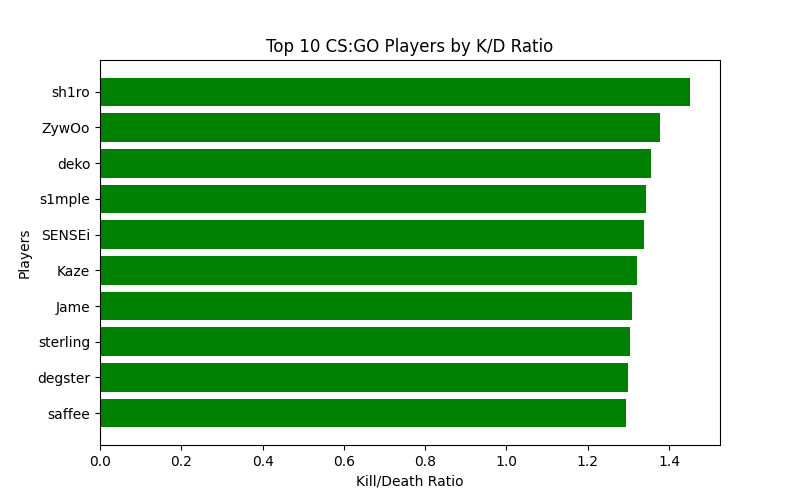 Top 10 CS:GO Players by K/D Ratio
Players
sh1ro
ZywOo
deko
s1mple
SENSEi
Kaze
Jame
sterling
degster
saffee
0.0 0.2 0.4 0.6 0.8 1.0 1.2 1.4
Kill/Death Ratio